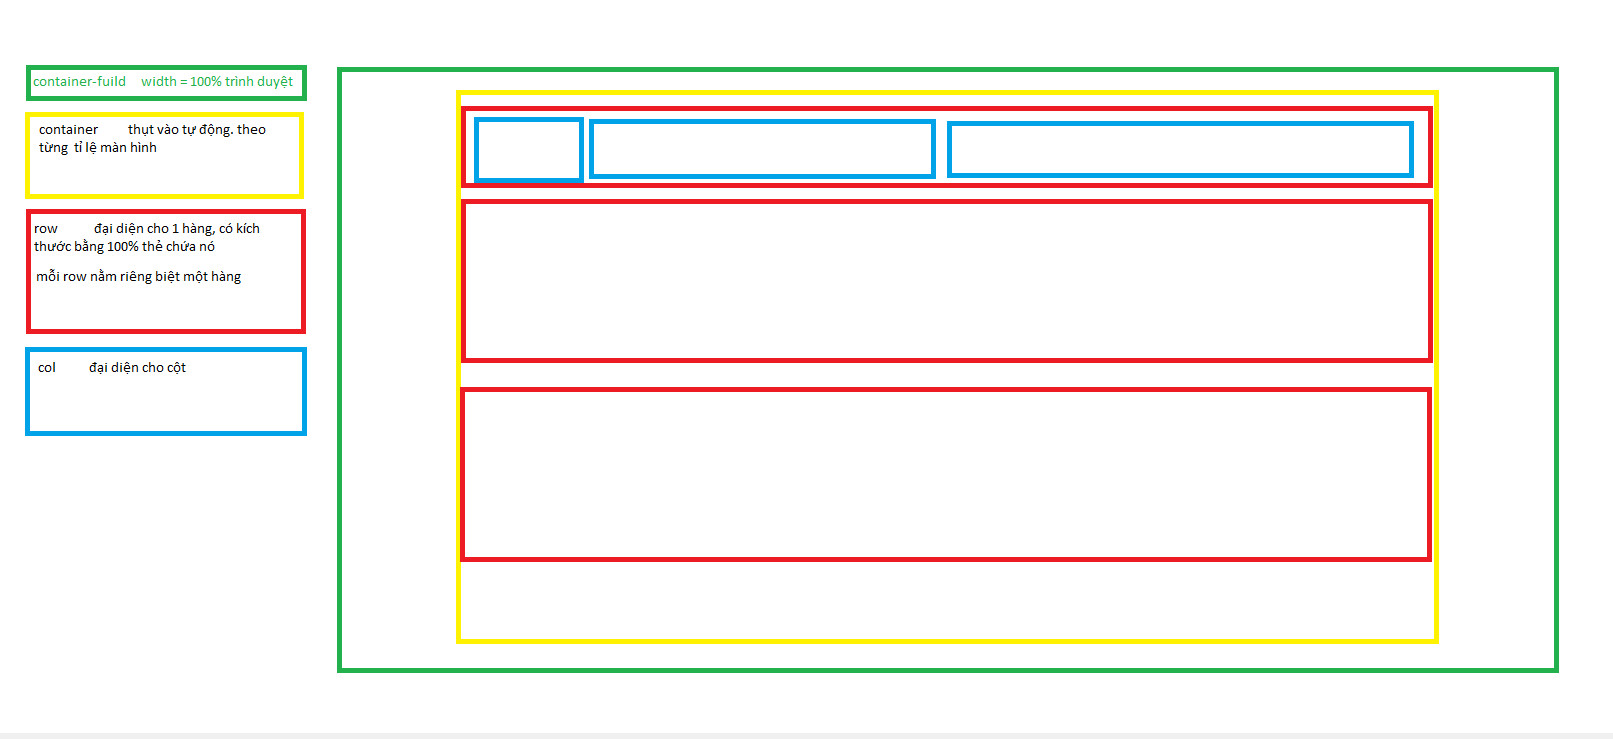 container-fuild width = 100% trình duyệt
container thụt vào tự động. theo
từng tỉ lệ màn hình
row đại diện cho 1 hàng, có kích
thước bằng 100% thẻ chứa nó
mỗi row nằm riêng biệt một hàng
col đại diện cho cột